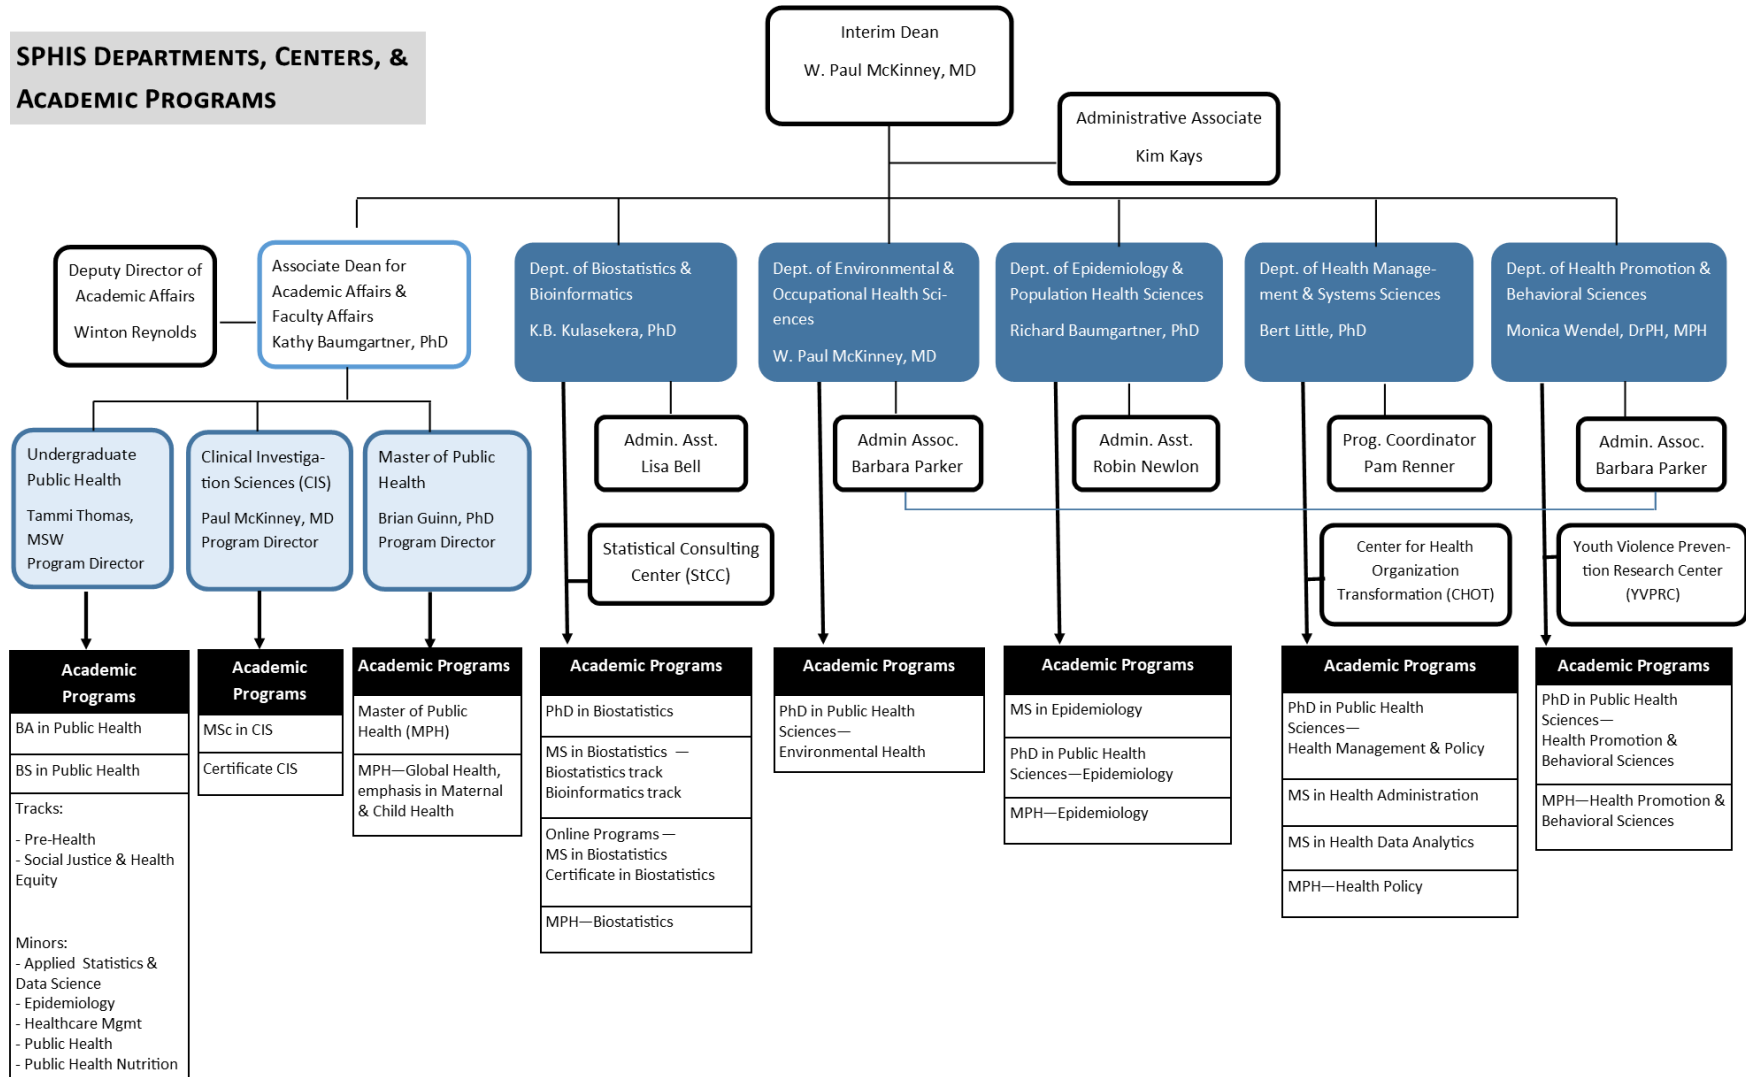 SPHIS DEPARTMENTS, CENTERS, &
ACADEMIC PROGRAMS
Interim Dean
W. Paul McKinney, MD
Administrative Associate
Kim Kays
Deputy Director of
Academic Affairs
Winton Reynolds
Associate Dean for
Academic Affairs &
Faculty Affairs
Kathy Baumgartner, PhD
Dept. of Biostatistics &
Bioinformatics
K.B. Kulasekera, PhD
Dept. of Environmental &
Occupational Health Sci-
ences
W. Paul McKinney, MD
Dept. of Epidemiology &
Population Health Sciences
Richard Baumgartner, PhD
Dept. of Health Manage-
ment & Systems Sciences
Bert Little, PhD
Dept. of Health Promotion &
Behavioral Sciences
Monica Wendel, DrPH, MPH
Undergraduate
Public Health
Tammi Thomas,
MSW
Program Director
Clinical Investiga-
tion Sciences (CIS)
Paul McKinney, MD
Program Director
Master of Public
Health
Brian Guinn, PhD
Program Director
Admin. Asst.
Lisa Bell
Admin Assoc.
Barbara Parker
Admin. Asst.
Robin Newlon
Prog. Coordinator
Pam Renner
Admin. Assoc.
Barbara Parker
Statistical Consulting
Center (StCC)
Center for Health
Organization
Transformation (CHOT)
Youth Violence Preven-
tion Research Center
(YVPRC)
Academic
Programs
BA in Public Health
BS in Public Health
Tracks:
- Pre-Health
- Social Justice & Health
Equity
Minors:
- Applied Statistics &
Data Science
- Epidemiology
- Healthcare Mgmt
- Public Health
- Public Health Nutrition
Academic
Programs
MSc in CIS
Certificate CIS
Academic Programs
Master of Public
Health (MPH)
MPH—Global Health,
emphasis in Maternal
& Child Health
Academic Programs
PhD in Biostatistics
MS in Biostatistics —
Biostatistics track
Bioinformatics track
Online Programs —
MS in Biostatistics
Certificate in Biostatistics
MPH—Biostatistics
Academic Programs
PhD in Public Health
Sciences—
Environmental Health
Academic Programs
MS in Epidemiology
PhD in Public Health
Sciences—Epidemiology
MPH—Epidemiology
Academic Programs
PhD in Public Health
Sciences—
Health Management & Policy
MS in Health Administration
MS in Health Data Analytics
MPH—Health Policy
Academic Programs
PhD in Public Health
Sciences—
Health Promotion &
Behavioral Sciences
MPH—Health Promotion &
Behavioral Sciences